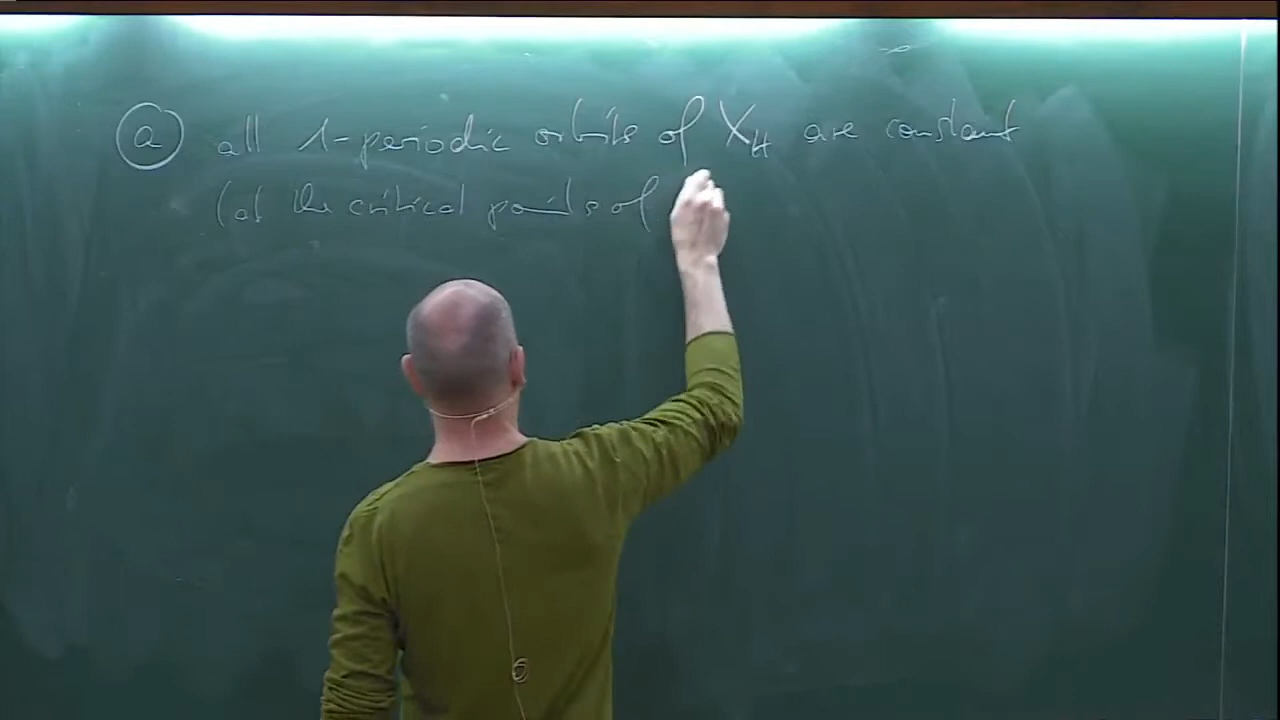 ⓐ all 1-periodic orbits of X_H are constant
(at the critical points of